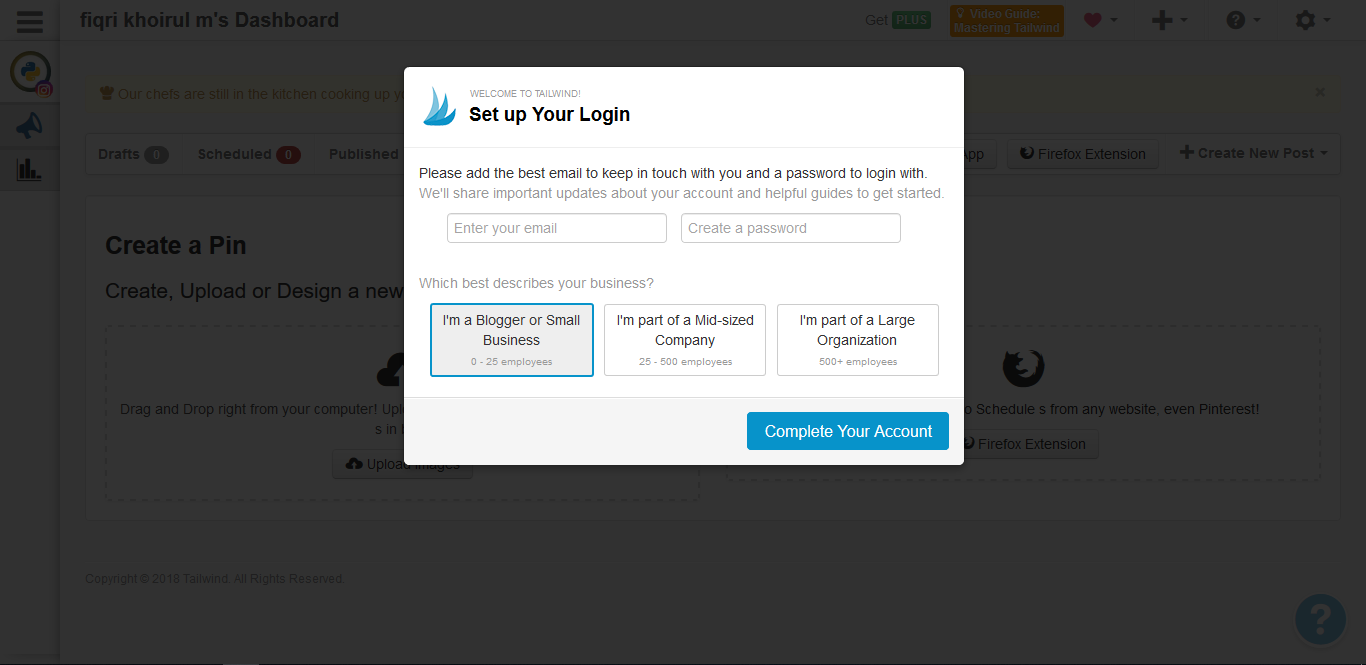 fiqri khoirul m's Dashboard
Get PLUS
Video Guide:
Mastering Tailwind
Our chefs are still in the kitchen cooking up
WELCOME TO TAILWIND!
Set up Your Login
Drafts 0 Scheduled 0 Published
App Firefox Extension Create New Post
Please add the best email to keep in touch with you and a password to login with.
We'll share important updates about your account and helpful guides to get started.
Enter your email
Create a password
Which best describes your business?
I'm a Blogger or Small
Business
0 - 25 employees
I'm part of a Mid-sized
Company
25 - 500 employees
I'm part of a Large
Organization
500+ employees
Complete Your Account
Create a Pin
Create, Upload or Design a new
Drag and Drop right from your computer!
s in
Upload Images
to Schedule s from any website, even Pinterest!
Firefox Extension
Copyright © 2018 Tailwind. All Rights Reserved.